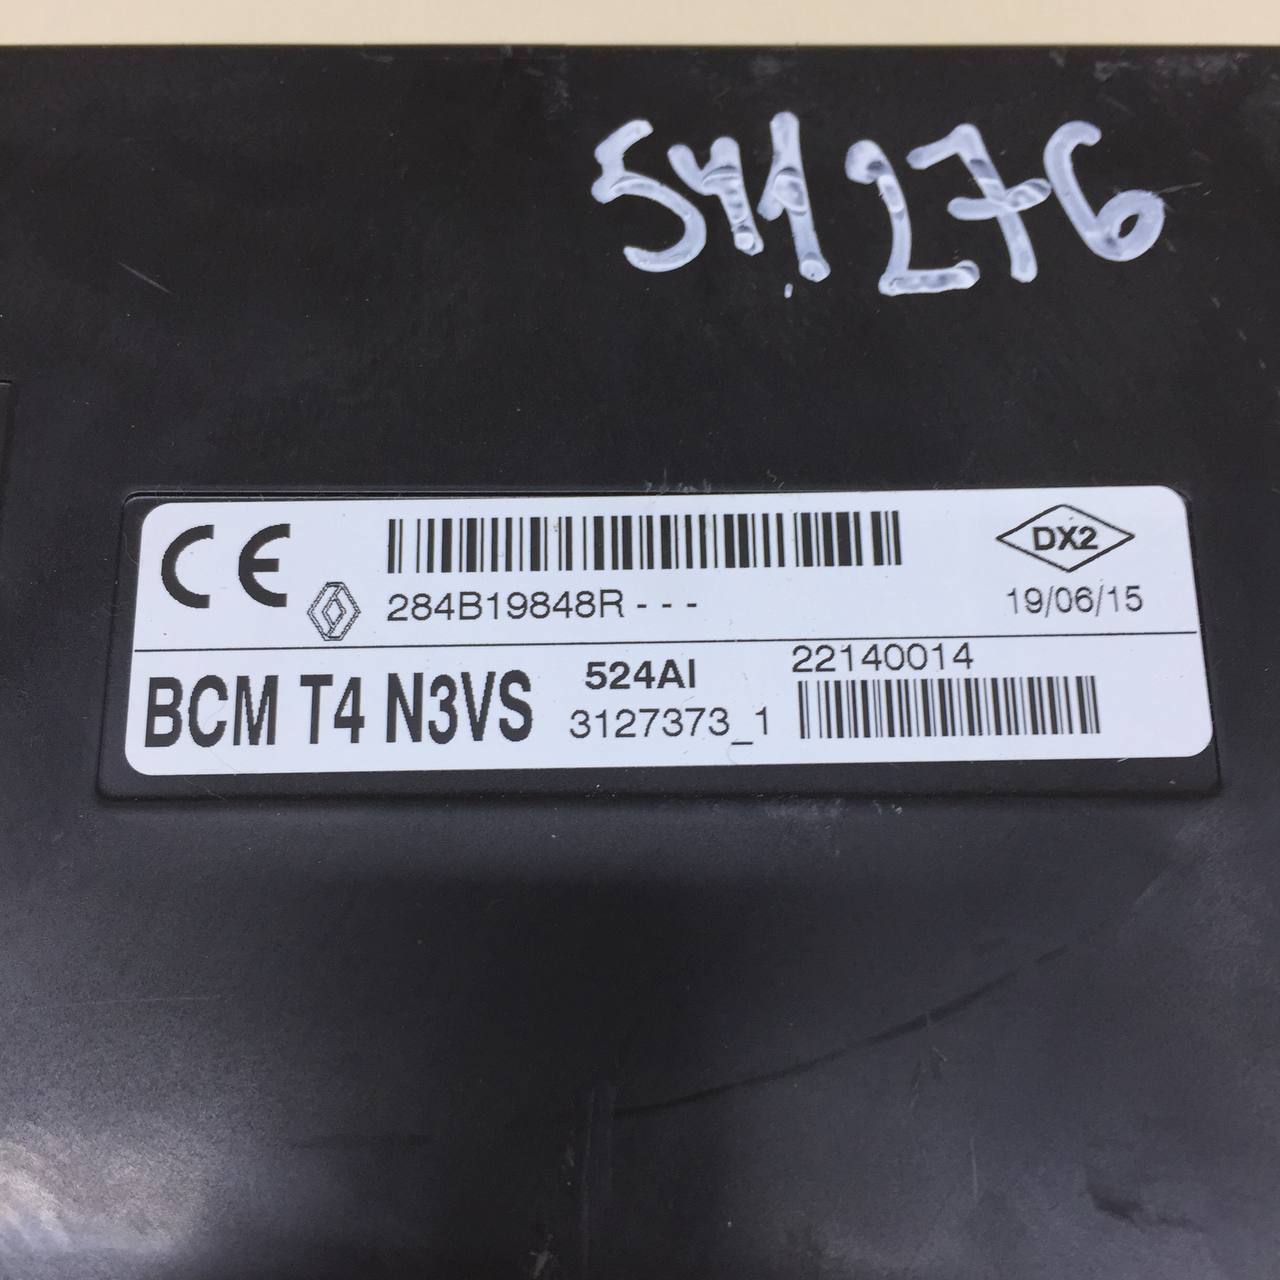 541276
CE
DX2
284B19848R - - -
19/06/15
BCM T4 N3VS
524AI
3127373_1
22140014